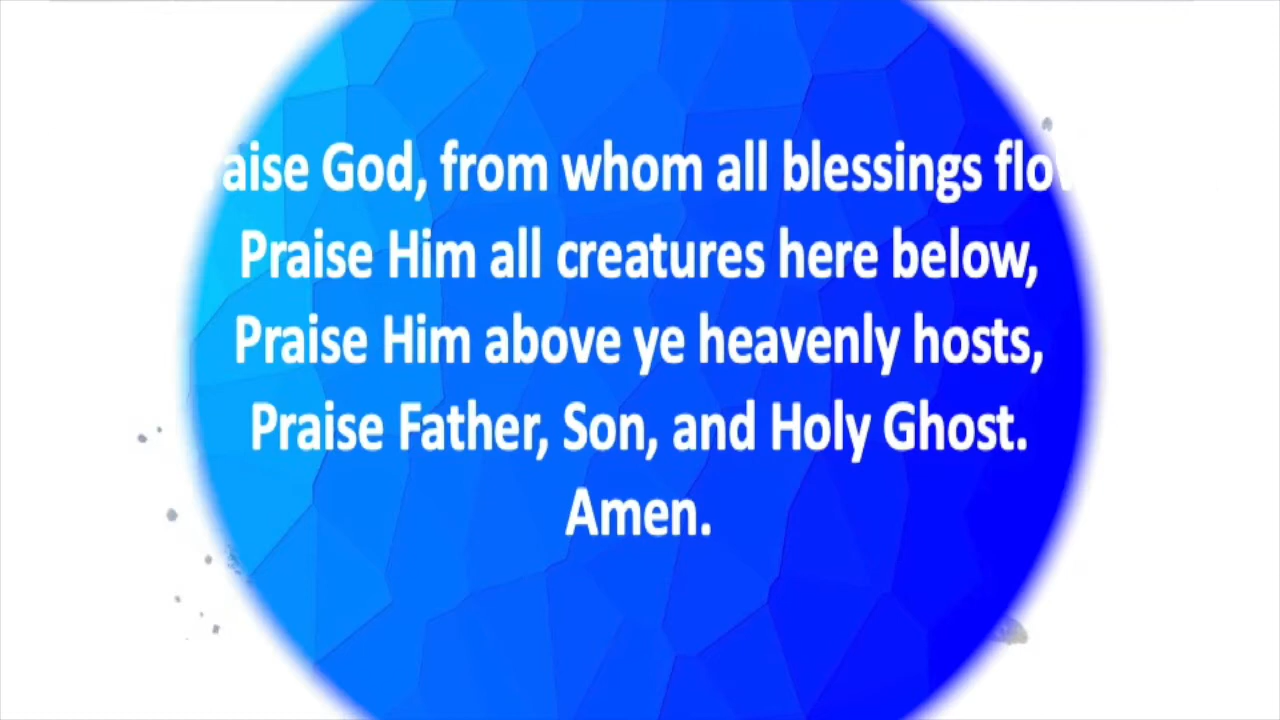 aise God, from whom all blessings flo
Praise Him all creatures here below,
Praise Him above ye heavenly hosts,
Praise Father, Son, and Holy Ghost.
Amen.